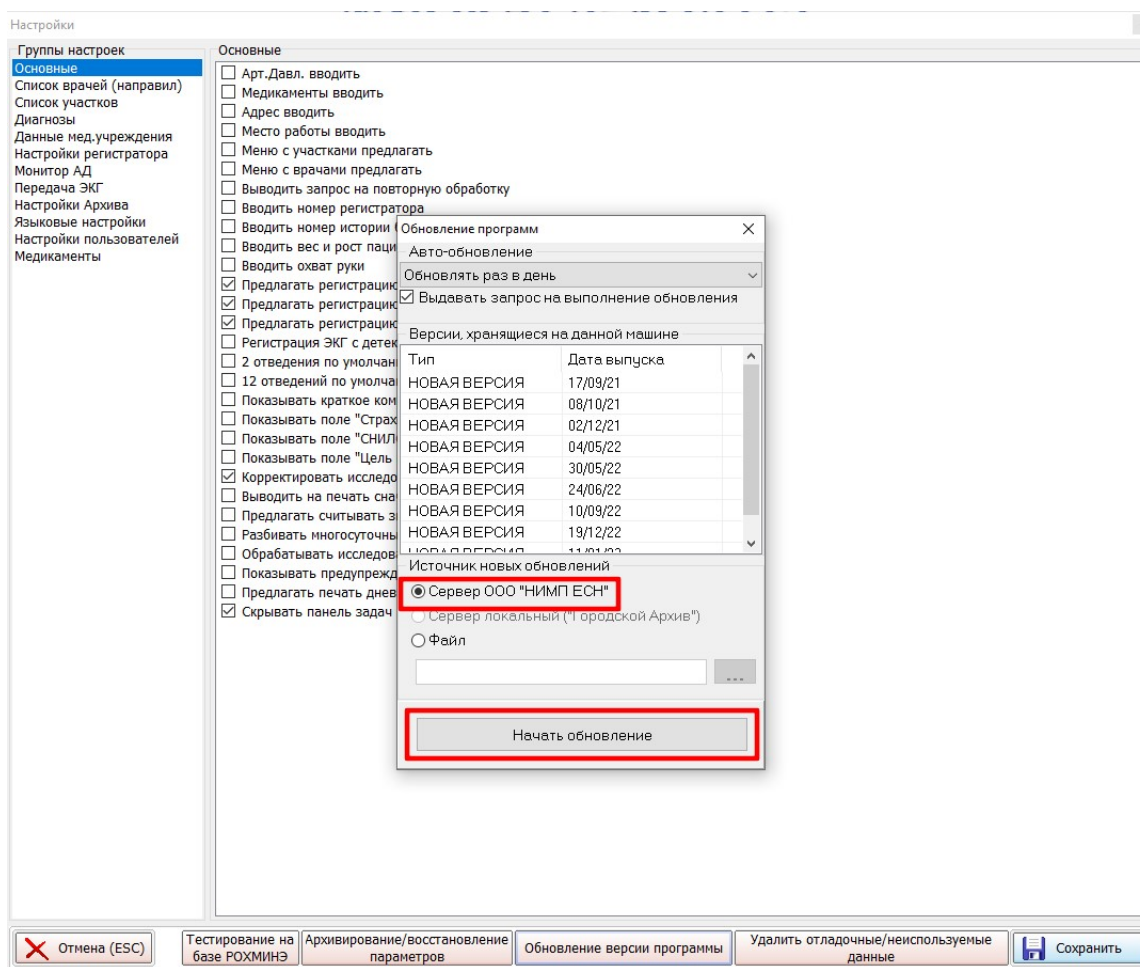 Настройки
Группы настроек
Основные
Список врачей (направил)
Список участков
Диагнозы
Данные мед.учреждения
Настройки регистратора
Монитор АД
Передача ЭКГ
Настройки Архива
Языковые настройки
Настройки пользователей
Медикаменты
Основные
Арт.Давл. вводить
Медикаменты вводить
Адрес вводить
Место работы вводить
Меню с участками предлагать
Меню с врачами предлагать
Выводить запрос на повторную обработку
Вводить номер регистратора
Вводить номер истории
Вводить вес и рост паци
Вводить охват руки
Предлагать регистрацию
Предлагать регистрацию
Предлагать регистрацию
Регистрация ЭКГ с детек
2 отведения по умолчан
12 отведений по умолча
Показывать краткое ком
Показывать поле "Страх
Показывать поле "СНИЛ
Показывать поле "Цель
Корректировать исследо
Выводить на печать сна
Предлагать считывать з
Разбивать многосуточны
Обрабатывать исследов
Показывать предупрежд
Предлагать печать днев
Скрывать панель задач
Обновление программ
Авто-обновление
Обновлять раз в день
Выдавать запрос на выполнение обновления
Версии, хранящиеся на данной машине
Тип Дата выпуска
НОВАЯ ВЕРСИЯ 17/09/21
НОВАЯ ВЕРСИЯ 08/10/21
НОВАЯ ВЕРСИЯ 02/12/21
НОВАЯ ВЕРСИЯ 04/05/22
НОВАЯ ВЕРСИЯ 30/05/22
НОВАЯ ВЕРСИЯ 24/06/22
НОВАЯ ВЕРСИЯ 10/09/22
НОВАЯ ВЕРСИЯ 19/12/22
Источник новых обновлений
Сервер ООО "НИМП ЕСН"
Сервер локальный ("Городской Архив")
Файл
...
Начать обновление
Отмена (ESC)
Тестирование на
базе РОХМИНЭ
Архивирование/восстановление
параметров
Обновление версии программы
Удалить отладочные/неиспользуемые
данные
Сохранить